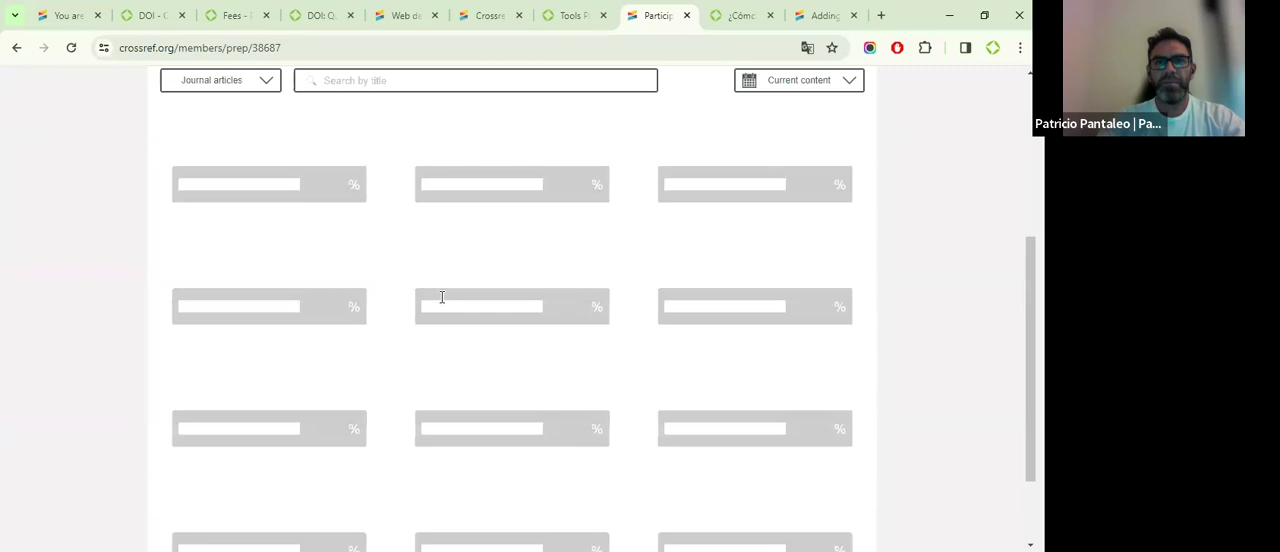 You are
DOI - C
Fees - F
DOI: Q
Web de
Crossre
Tools P
Particip
¿Cómo
Adding
crossref.org/members/prep/38687
Patricio Pantaleo | Pa...
Journal articles
Search by title
Current content
% % %
% % %
% % %
% % %